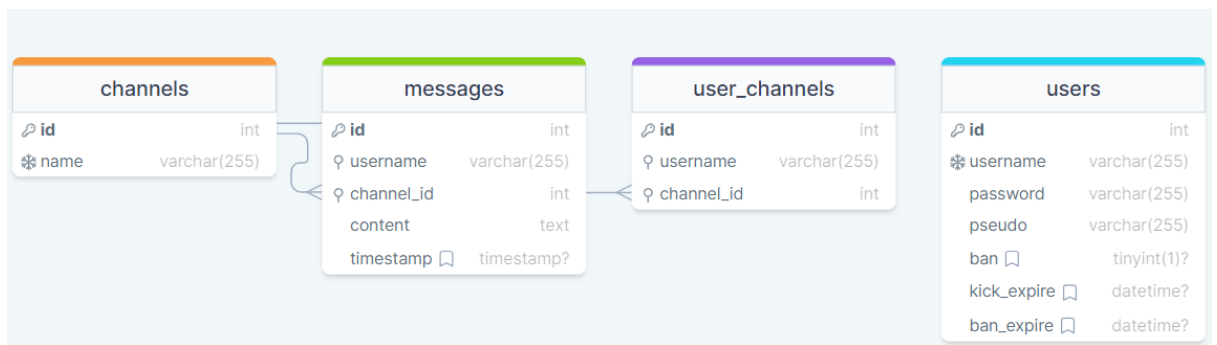 channels
id int
name varchar(255)
messages
id int
username varchar(255)
channel_id int
content text
timestamp timestamp?
user_channels
id int
username varchar(255)
channel_id int
users
id int
username varchar(255)
password varchar(255)
pseudo varchar(255)
ban tinyint(1)?
kick_expire datetime?
ban_expire datetime?